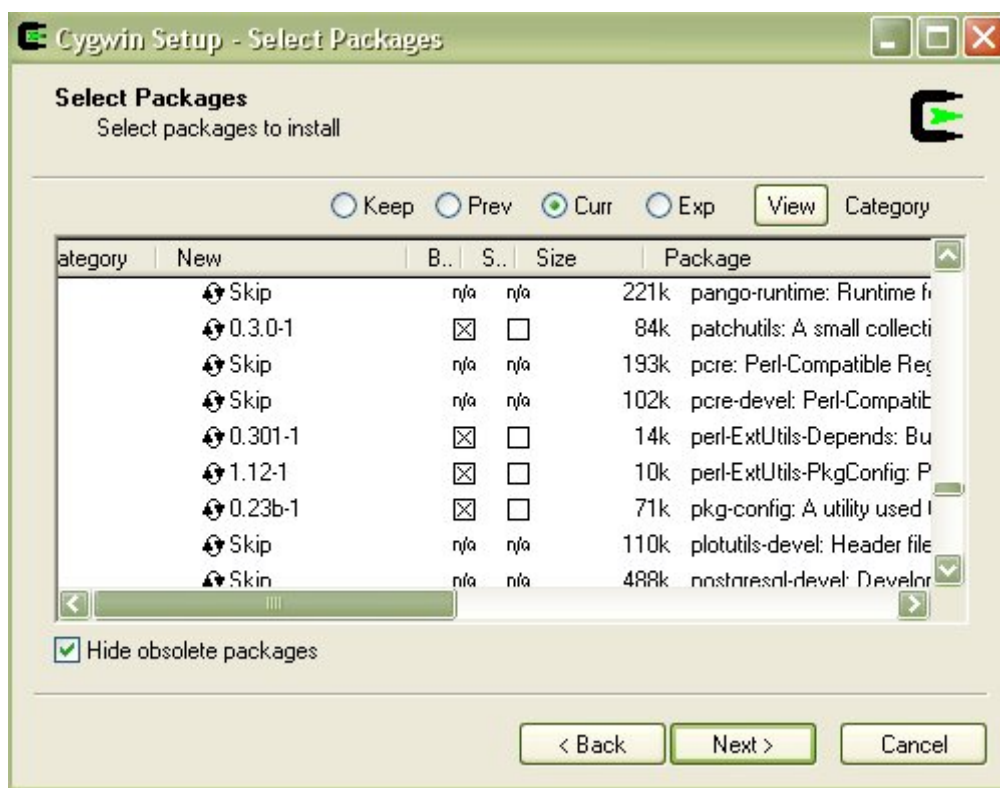 Cygwin Setup - Select Packages
Select Packages
Select packages to install
Keep Prev Curr Exp View Category
ategory New B.. S.. Size Package
Skip n/a n/a 221k pango-runtime: Runtime f
0.3.0-1 84k patchutils: A small collecti
Skip n/a n/a 193k pcre: Perl-Compatible Reg
Skip n/a n/a 102k pcre-devel: Perl-Compatib
0.301-1 14k perl-ExtUtils-Depends: Bu
1.12-1 10k perl-ExtUtils-PkgConfig: P
0.23b-1 71k pkg-config: A utility used
Skip n/a n/a 110k plotutils-devel: Header file
Skip n/a n/a 488k postgresql-devel: Develor
Hide obsolete packages
< Back Next > Cancel